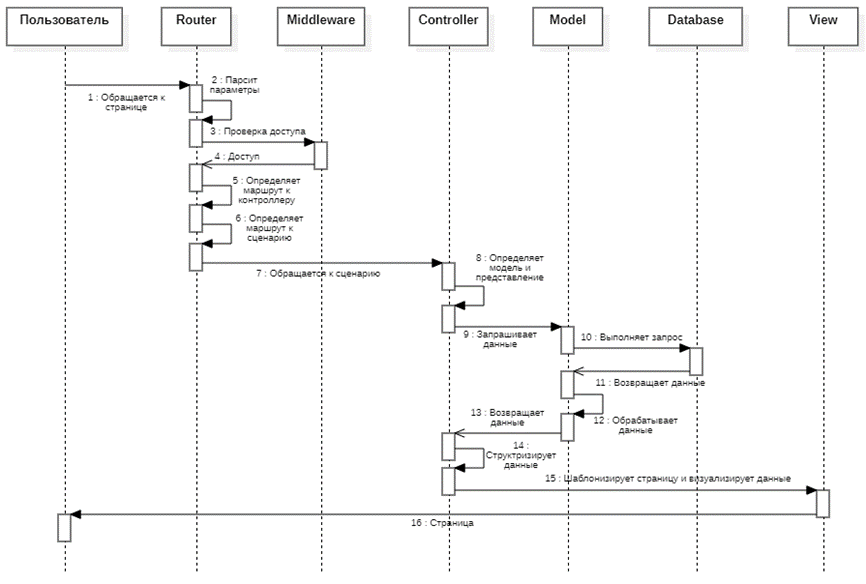 Пользователь
Router
Middleware
Controller
Model
Database
View
1 : Обращается к
странице
2 : Парсит
параметры
3 : Проверка доступа
4 : Доступ
5 : Определяет
маршрут к
контроллеру
6 : Определяет
маршрут к
сценарию
7 : Обращается к сценарию
8 : Определяет
модель и
представление
9 : Запрашивает
данные
10 : Выполняет запрос
11 : Возвращает данные
12 : Обрабатывает
данные
13 : Возвращает
данные
14 :
Структризирует
данные
15 : Шаблонизирует страницу и визуализирует данные
16 : Страница